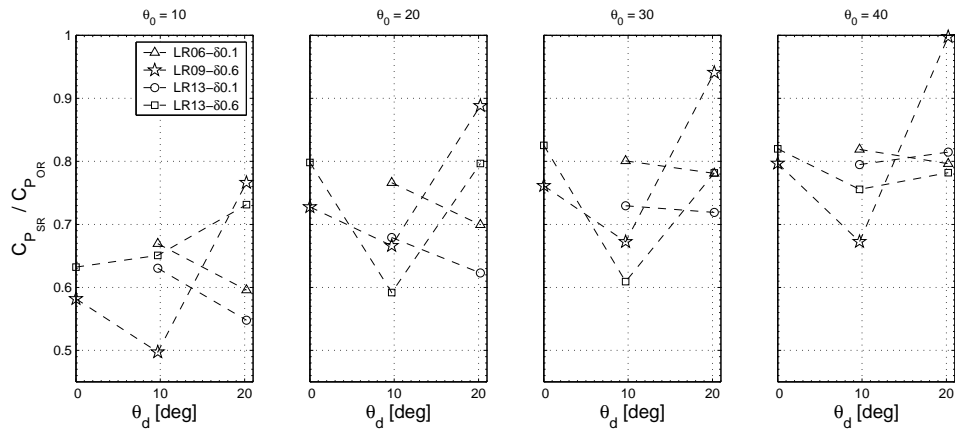 θ0 = 10
θ0 = 20
θ0 = 30
θ0 = 40
LR06−δ0.1
LR09−δ0.6
LR13−δ0.1
LR13−δ0.6
CPSR / CPOR
1
0.9
0.8
0.7
0.6
0.5
0 10 20
0 10 20
0 10 20
0 10 20
θd [deg]
θd [deg]
θd [deg]
θd [deg]